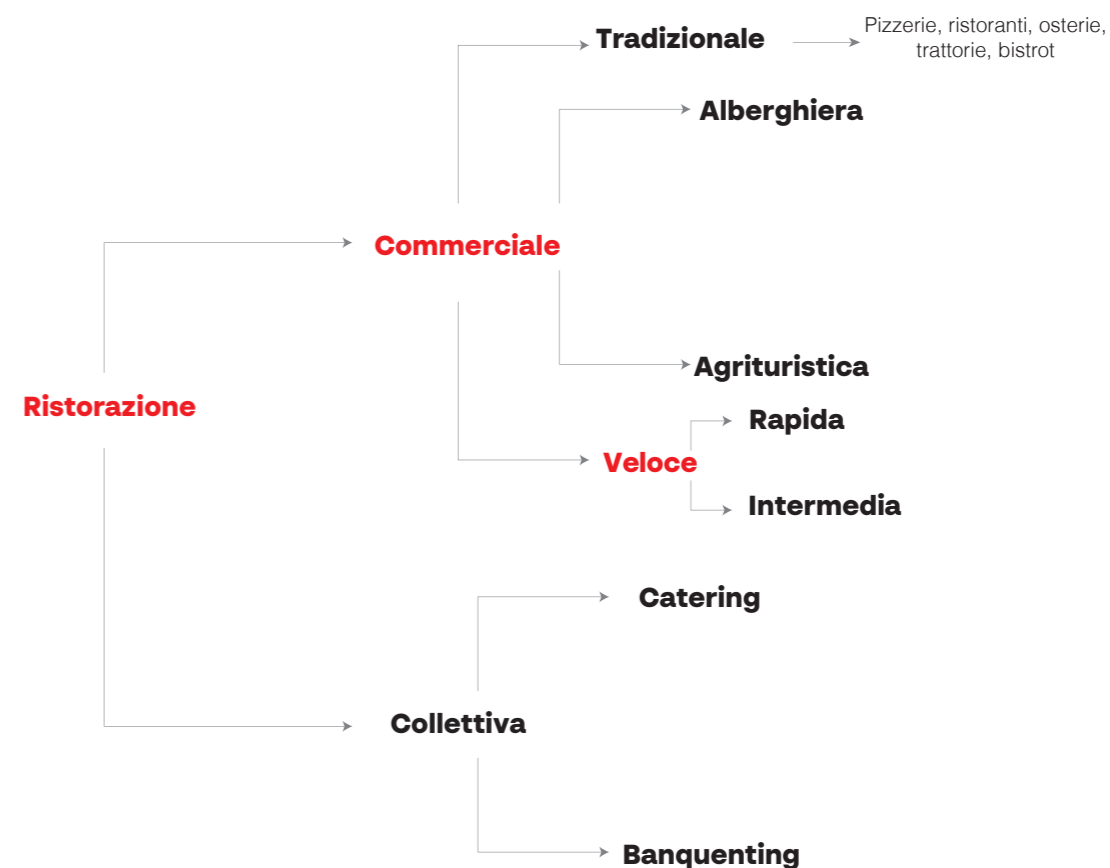 Tradizionale
Pizzerie, ristoranti, osterie,
trattorie, bistrot
Alberghiera
Commerciale
Agrituristica
Ristorazione
Rapida
Veloce
Intermedia
Catering
Collettiva
Banquenting